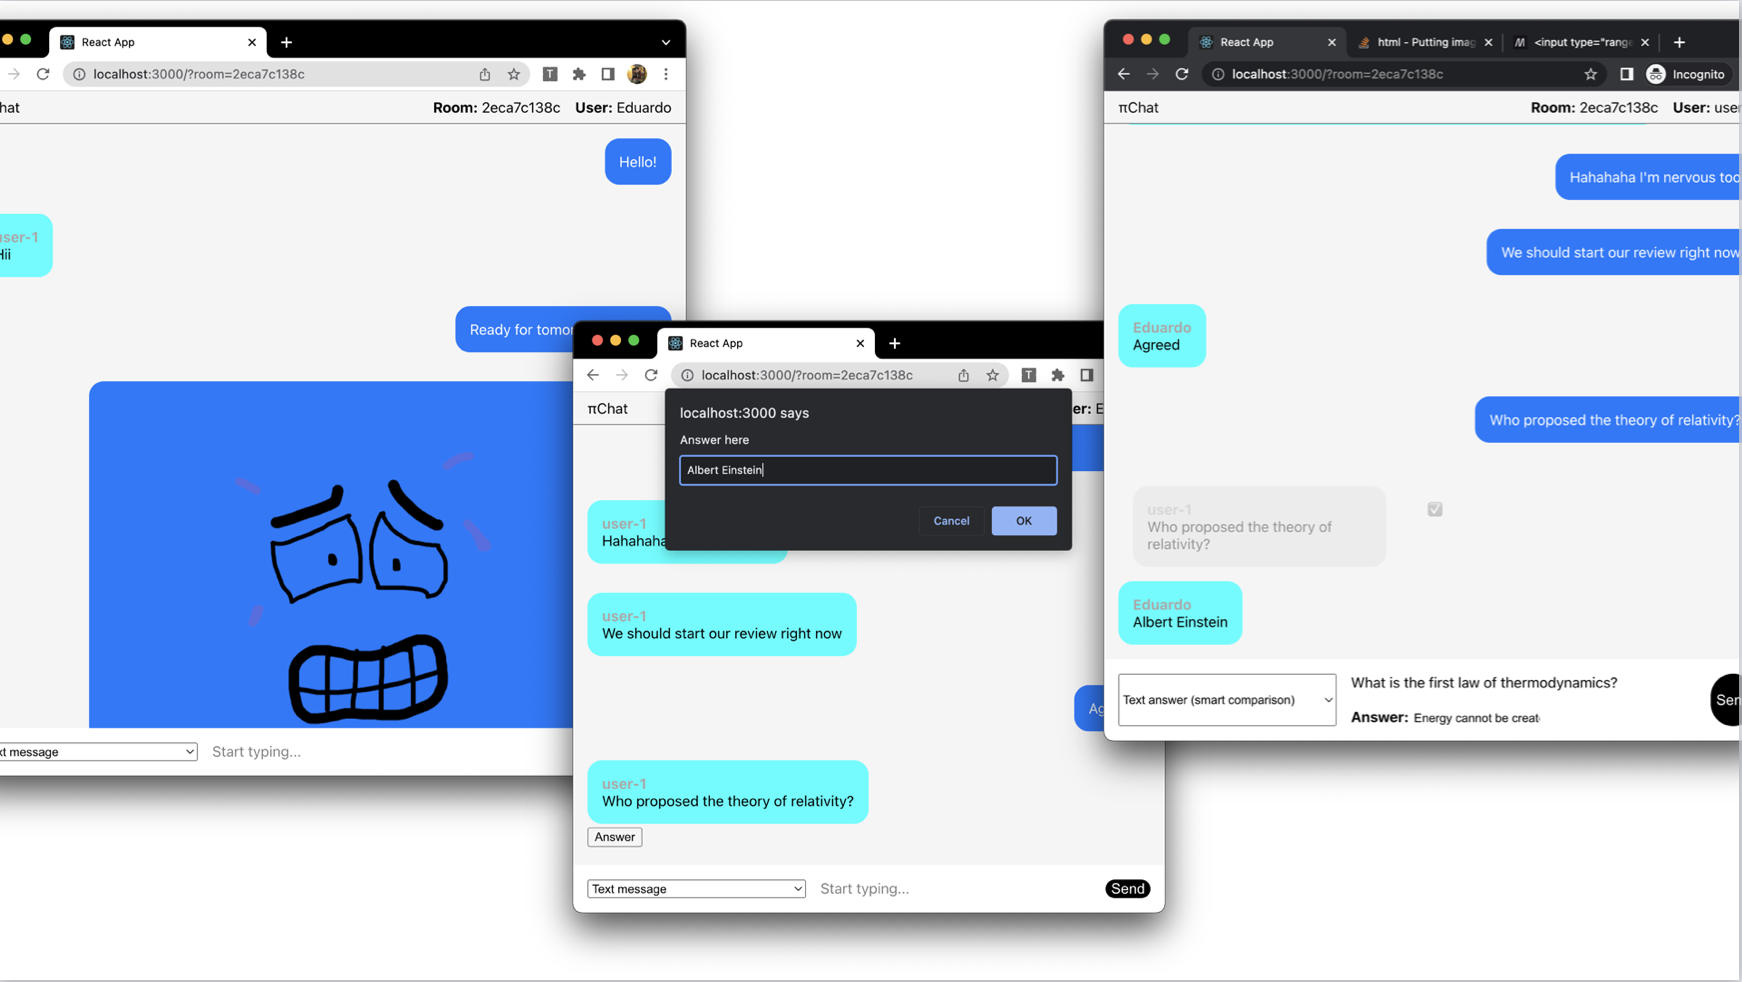 React App
localhost:3000/?room=2eca7c138c
T
hat
Room: 2eca7c138c User: Eduardo
Hello!
user-1
Hii
Ready for tomor
xt message
Start typing...
React App
localhost:3000/?room=2eca7c138c
T
πChat
er: E
localhost:3000 says
Answer here
Albert Einstein
Cancel
OK
user-1
Hahahaha
user-1
We should start our review right now
Ag
user-1
Who proposed the theory of relativity?
Answer
Text message
Start typing...
Send
React App
html - Putting imag
M
<input type="range
localhost:3000/?room=2eca7c138c
Incognito
πChat
Room: 2eca7c138c User: use
Hahahaha I'm nervous too
We should start our review right now
Eduardo
Agreed
Who proposed the theory of relativity?
user-1
Who proposed the theory of
relativity?
Eduardo
Albert Einstein
Text answer (smart comparison)
What is the first law of thermodynamics?
Answer: Energy cannot be creat
Sen